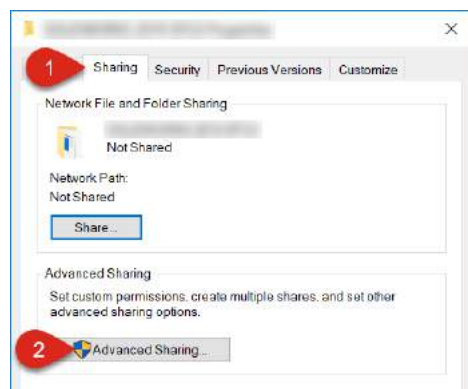 1
Sharing Security Previous Versions Customize
Network File and Folder Sharing
Not Shared
Network Path:
Not Shared
Share...
Advanced Sharing
Set custom permissions, create multiple shares, and set other
advanced sharing options.
2
Advanced Sharing...